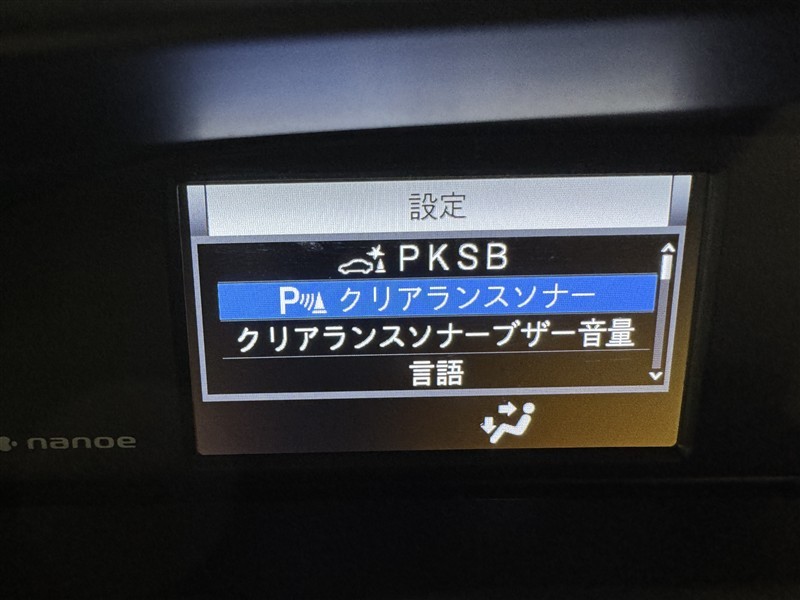 設定
PKSB
P クリアランスソナー
クリアランスソナーブザー音量
言語
nanoe